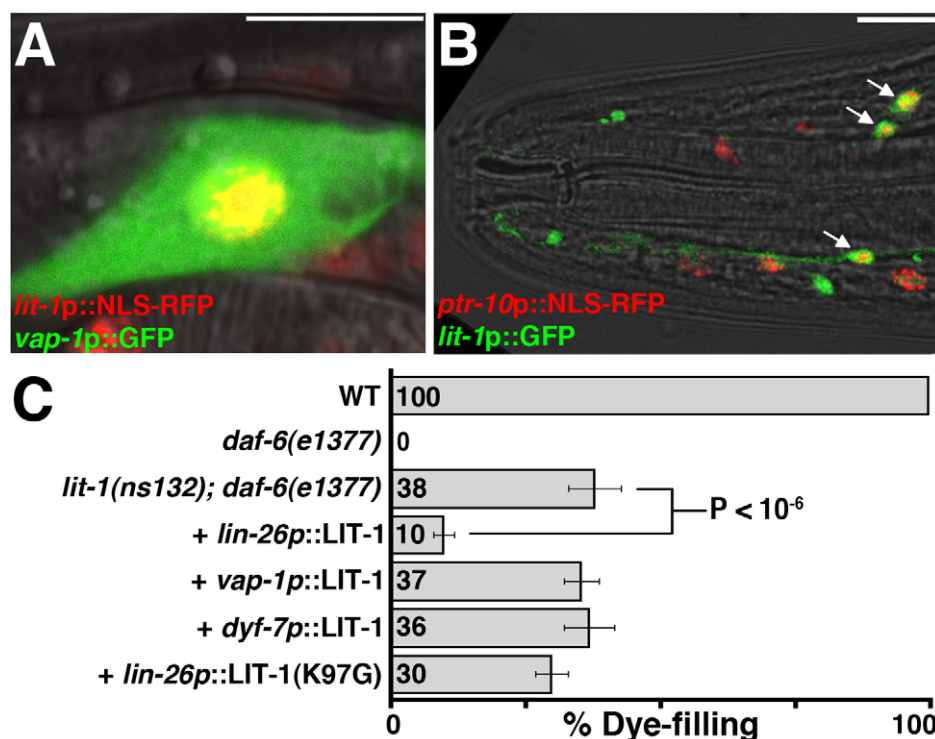 A
lit-1p::NLS-RFP
vap-1p::GFP
B
ptr-10p::NLS-RFP
lit-1p::GFP
C
WT 100
daf-6(e1377) 0
lit-1(ns132); daf-6(e1377) 38
+ lin-26p::LIT-1 10
P < 10⁻⁶
+ vap-1p::LIT-1 37
+ dyf-7p::LIT-1 36
+ lin-26p::LIT-1(K97G) 30
0 % Dye-filling 100